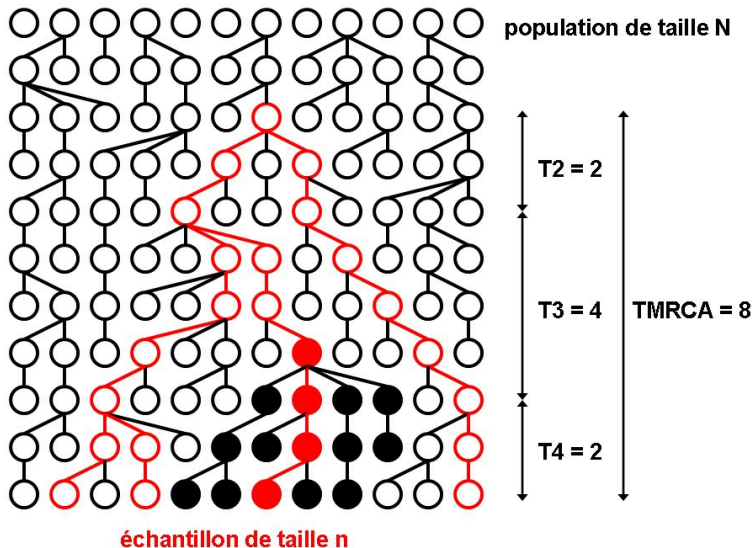 population de taille N
T2 = 2
T3 = 4
TMRCA = 8
T4 = 2
échantillon de taille n